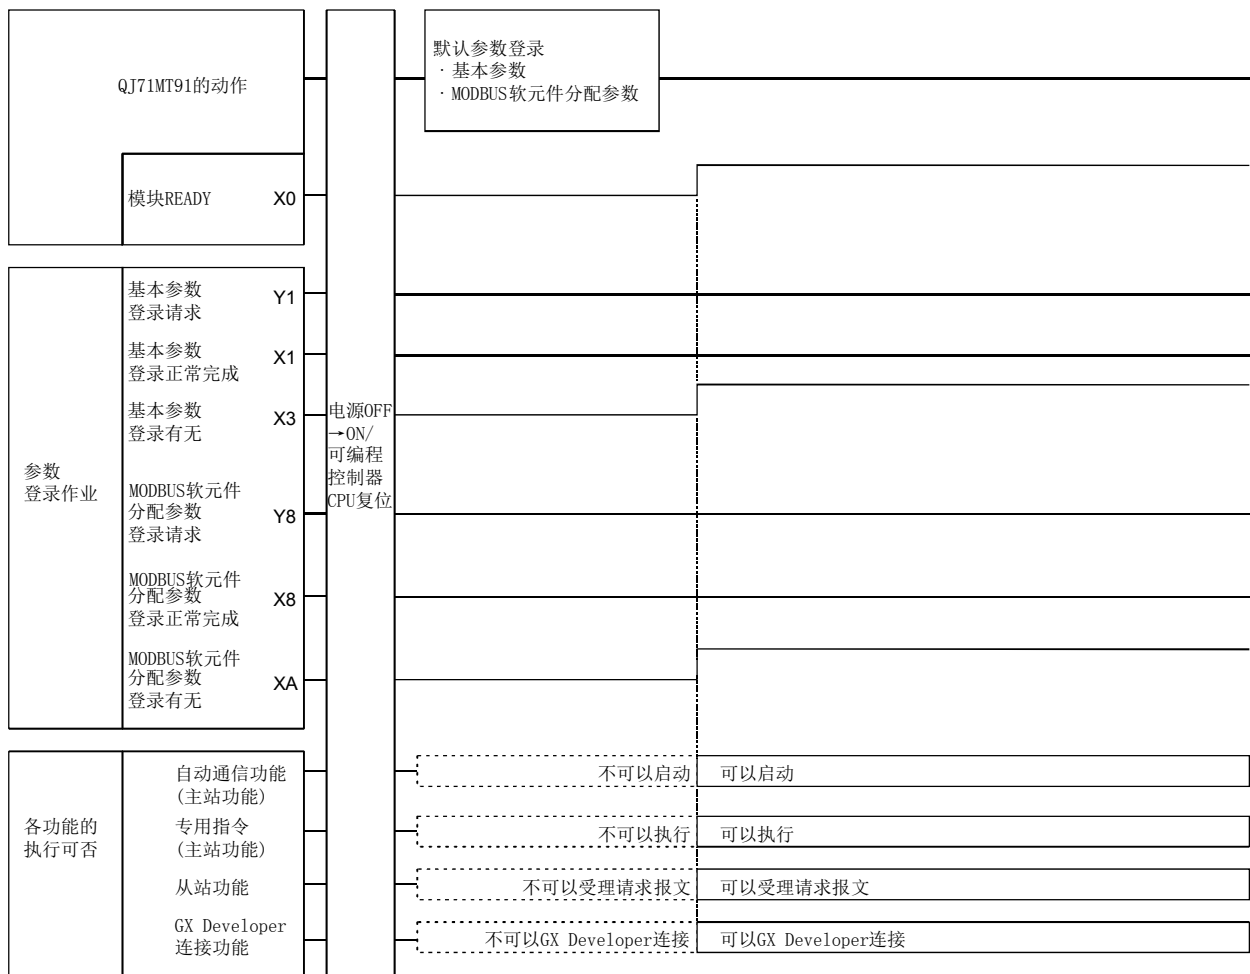 默认参数登录
· 基本参数
· MODBUS软元件分配参数
QJ71MT91的动作
模块READY
X0
基本参数
登录请求
Y1
基本参数
登录正常完成
X1
基本参数
登录有无
X3
电源OFF
→ON/
可编程
控制器
CPU复位
参数
登录作业
MODBUS软元件
分配参数
登录请求
Y8
MODBUS软元件
分配参数
登录正常完成
X8
MODBUS软元件
分配参数
登录有无
XA
各功能的
执行可否
自动通信功能
(主站功能)
不可以启动
可以启动
专用指令
(主站功能)
不可以执行
可以执行
从站功能
不可以受理请求报文
可以受理请求报文
GX Developer
连接功能
不可以GX Developer连接
可以GX Developer连接